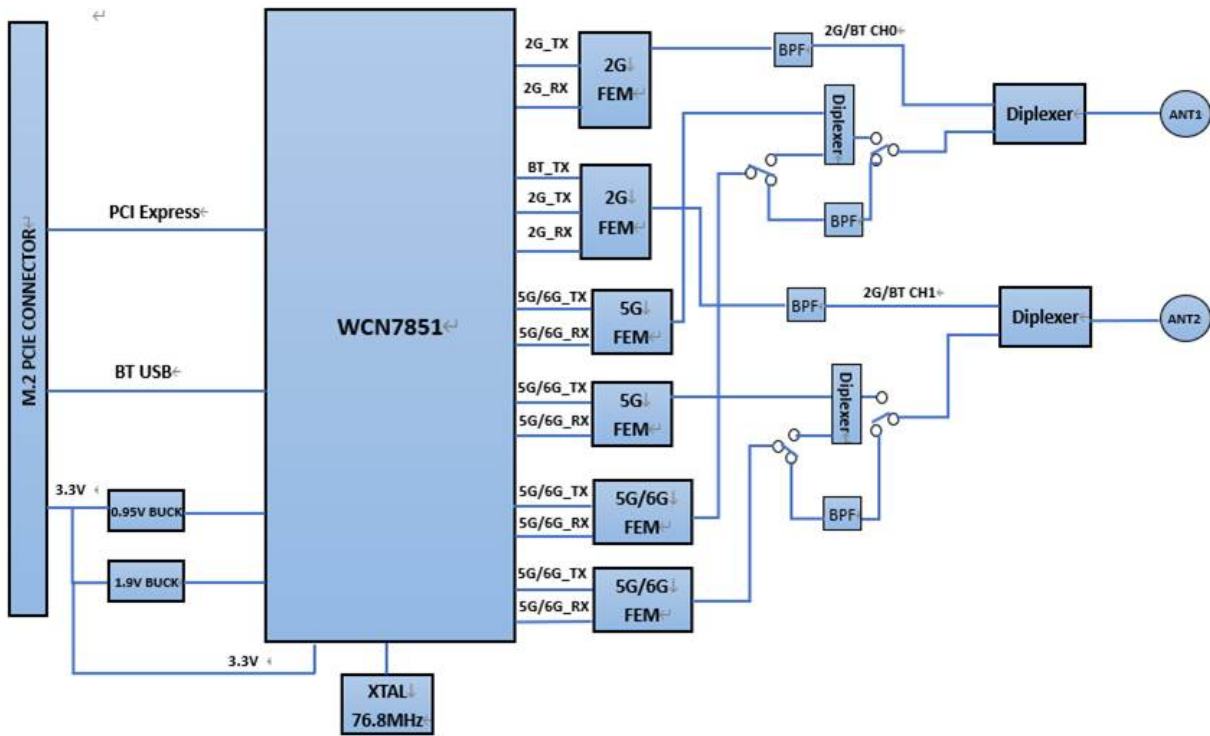 M.2 PCIE CONNECTOR
PCI Express
BT USB
3.3V
0.95V BUCK
1.9V BUCK
3.3V
WCN7851
XTAL
76.8MHz
2G_TX
2G_RX
2G
FEM
BT_TX
2G_TX
2G_RX
2G
FEM
5G/6G_TX
5G/6G_RX
5G
FEM
5G/6G_TX
5G/6G_RX
5G
FEM
5G/6G_TX
5G/6G_RX
5G/6G
FEM
5G/6G_TX
5G/6G_RX
5G/6G
FEM
BPF
2G/BT CH0
Diplexer
BPF
Diplexer
ANT1
BPF
2G/BT CH1
Diplexer
BPF
Diplexer
ANT2